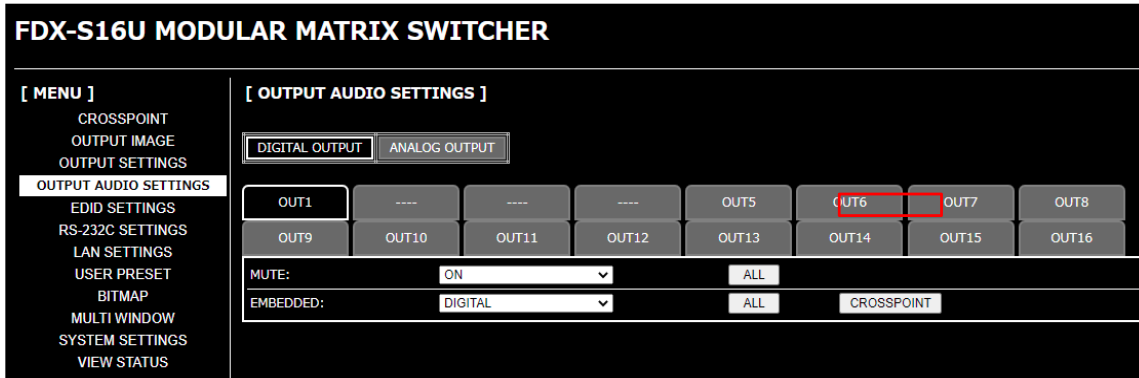 FDX-S16U MODULAR MATRIX SWITCHER
[ MENU ]
CROSSPOINT
OUTPUT IMAGE
OUTPUT SETTINGS
OUTPUT AUDIO SETTINGS
EDID SETTINGS
RS-232C SETTINGS
LAN SETTINGS
USER PRESET
BITMAP
MULTI WINDOW
SYSTEM SETTINGS
VIEW STATUS
[ OUTPUT AUDIO SETTINGS ]
DIGITAL OUTPUT ANALOG OUTPUT
OUT1 ---- ---- ---- OUT5 OUT6 OUT7 OUT8
OUT9 OUT10 OUT11 OUT12 OUT13 OUT14 OUT15 OUT16
MUTE: ON ALL
EMBEDDED: DIGITAL ALL CROSSPOINT